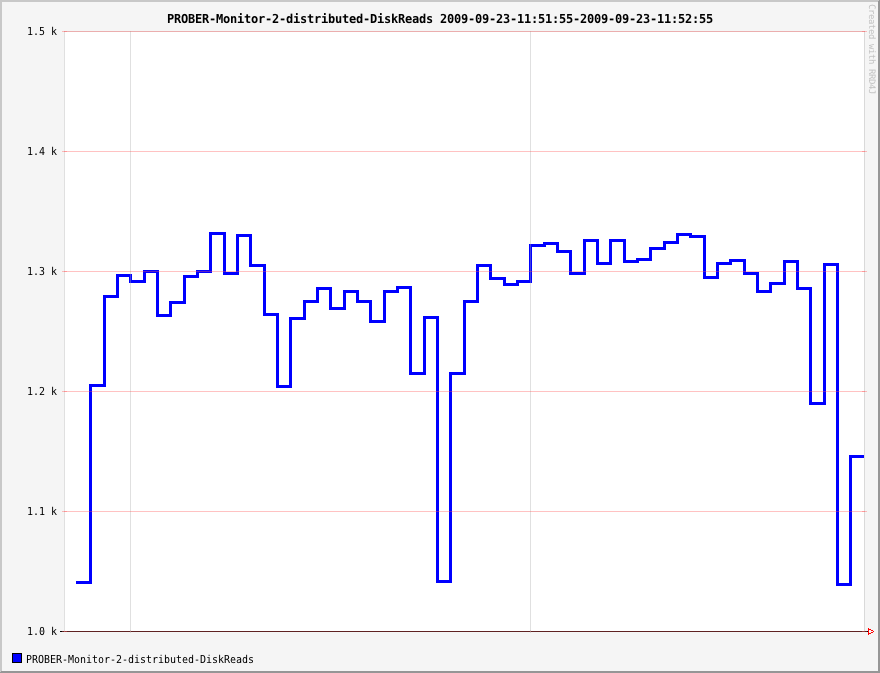 PROBER-Monitor-2-distributed-DiskReads 2009-09-23-11:51:55-2009-09-23-11:52:55
Created with RRD4J
1.5 k
1.4 k
1.3 k
1.2 k
1.1 k
1.0 k
PROBER-Monitor-2-distributed-DiskReads